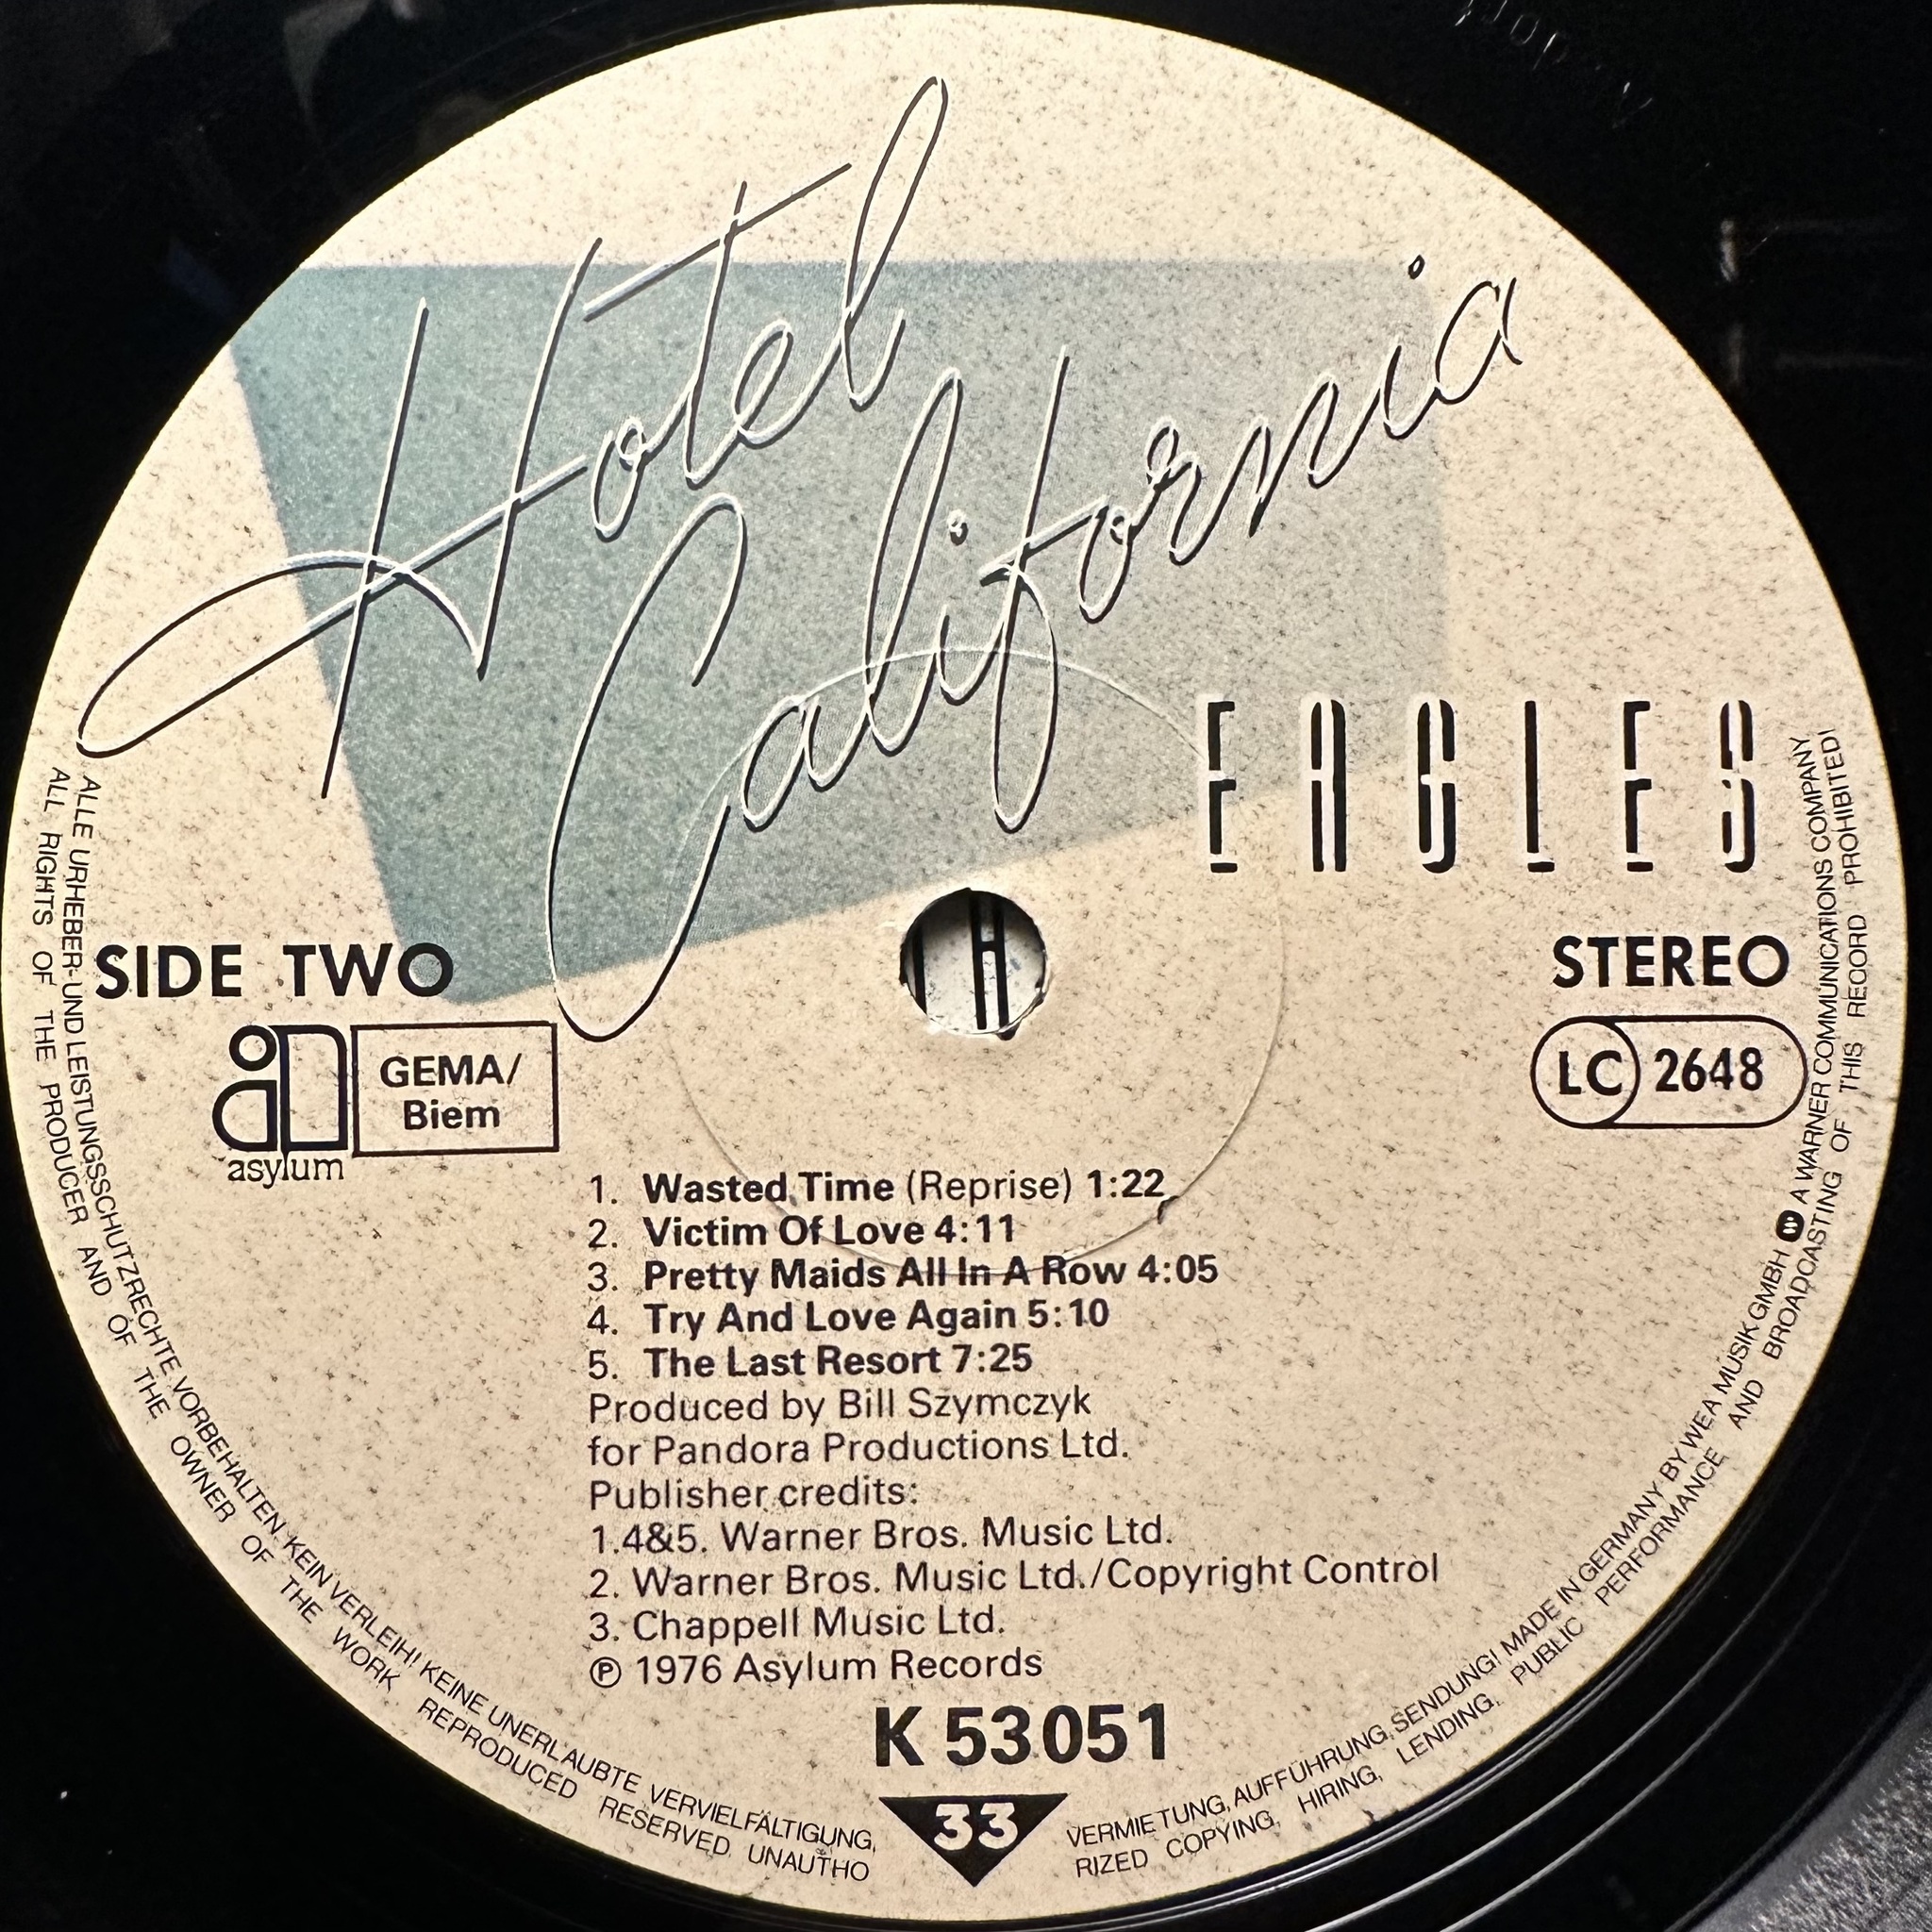 Hotel
California
EAGLES
SIDE TWO
STEREO
asylum
GEMA/
Biem
LC 2648
1. Wasted Time (Reprise) 1:22
2. Victim Of Love 4:11
3. Pretty Maids All In A Row 4:05
4. Try And Love Again 5:10
5. The Last Resort 7:25
Produced by Bill Szymczyk
for Pandora Productions Ltd.
Publisher credits:
1.4&5. Warner Bros. Music Ltd.
2. Warner Bros. Music Ltd./Copyright Control
3. Chappell Music Ltd.
℗ 1976 Asylum Records
K 53 051
33
ALLE URHEBER- UND LEISTUNGSSCHUTZRECHTE VORBEHALTEN. KEIN VERLEIH! KEINE UNERLAUBTE VERVIELFÄLTIGUNG, VERMIETUNG, AUFFÜHRUNG, SENDUNG! MADE IN GERMANY BY WEA MUSIK GMBH A WARNER COMMUNICATIONS COMPANY
ALL RIGHTS OF THE PRODUCER AND OF THE OWNER OF THE WORK REPRODUCED RESERVED. UNAUTHORIZED COPYING, HIRING, LENDING, PUBLIC PERFORMANCE AND BROADCASTING OF THIS RECORD PROHIBITED!